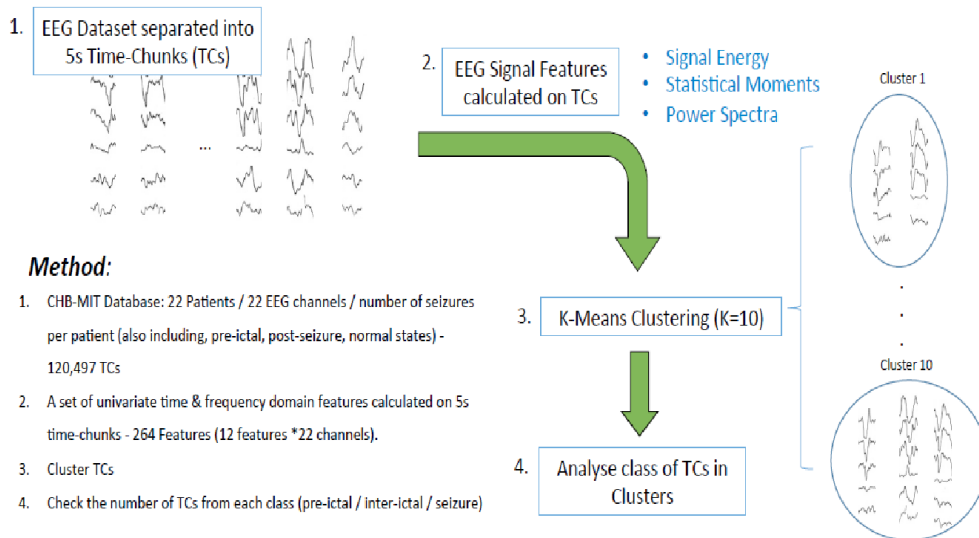 1. EEG Dataset separated into
5s Time-Chunks (TCs)
...
2. EEG Signal Features
calculated on TCs
• Signal Energy
• Statistical Moments
• Power Spectra
Cluster 1
Method:
1. CHB-MIT Database: 22 Patients / 22 EEG channels / number of seizures
per patient (also including, pre-ictal, post-seizure, normal states) -
120,497 TCs
2. A set of univariate time & frequency domain features calculated on 5s
time-chunks - 264 Features (12 features *22 channels).
3. Cluster TCs
4. Check the number of TCs from each class (pre-ictal / inter-ictal / seizure)
3. K-Means Clustering (K=10)
.
.
.
Cluster 10
4. Analyse class of TCs in
Clusters